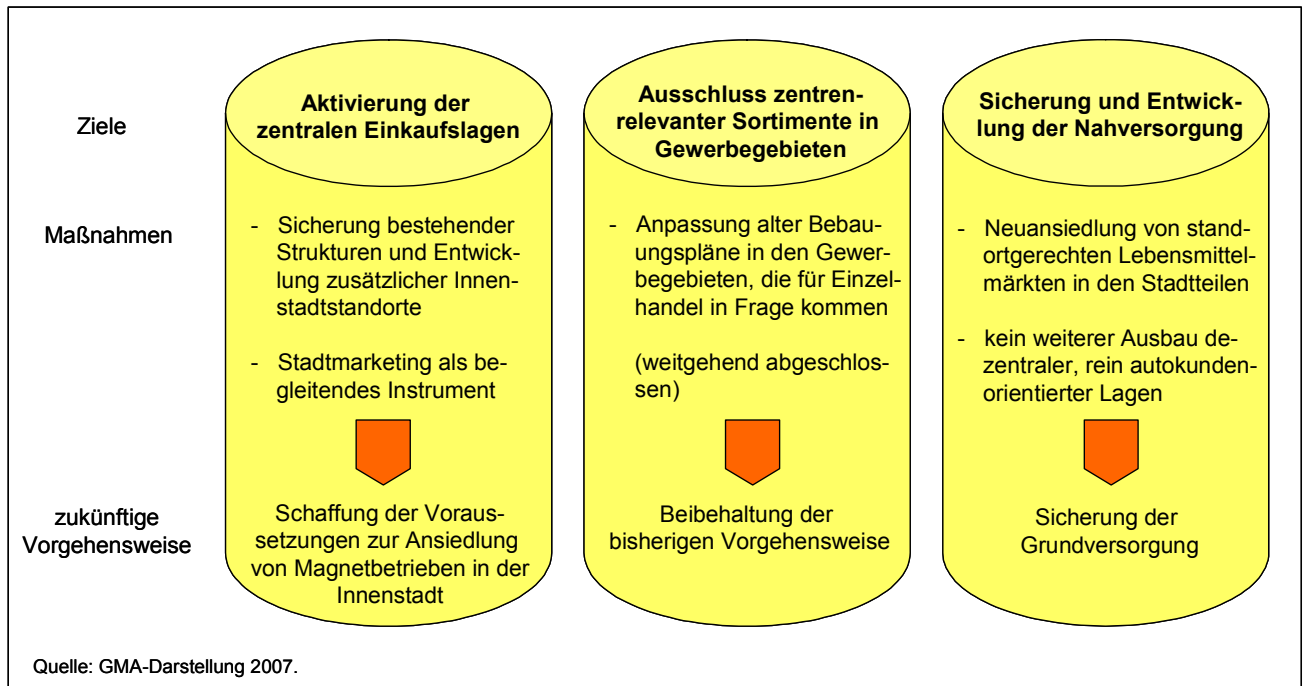 Ziele
Aktivierung der
zentralen Einkaufslagen
Ausschluss zentren-
relevanter Sortimente in
Gewerbegebieten
Sicherung und Entwick-
lung der Nahversorgung
Maßnahmen
- Sicherung bestehender
Strukturen und Entwick-
lung zusätzlicher Innen-
stadtstandorte
- Stadtmarketing als be-
gleitendes Instrument
- Anpassung alter Bebau-
ungspläne in den Gewer-
begebieten, die für Einzel-
handel in Frage kommen
(weitgehend abgeschlos-
sen)
- Neuansiedlung von stand-
ortgerechten Lebensmittel-
märkten in den Stadtteilen
- kein weiterer Ausbau de-
zentraler, rein autokunden-
orientierter Lagen
zukünftige
Vorgehensweise
Schaffung der Voraus-
setzungen zur Ansiedlung
von Magnetbetrieben in der
Innenstadt
Beibehaltung der
bisherigen Vorgehensweise
Sicherung der
Grundversorgung
Quelle: GMA-Darstellung 2007.